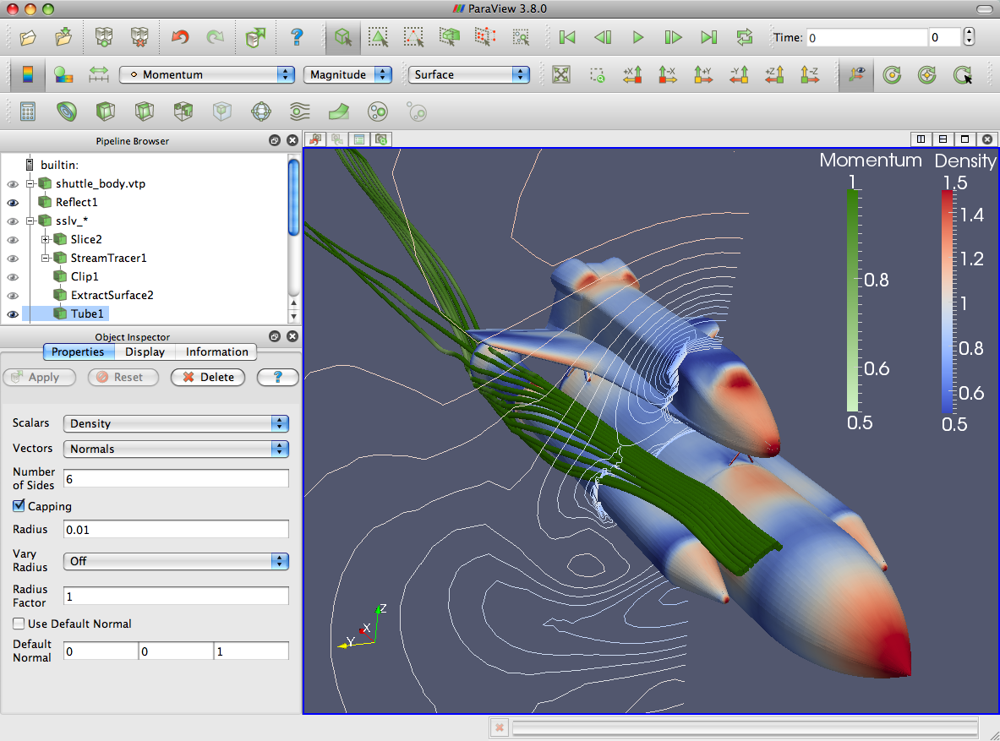 ParaView 3.8.0
Time: 0 0
Momentum Magnitude Surface
+X -X +Y -Y +Z -Z
Pipeline Browser
builtin:
shuttle_body.vtp
Reflect1
sslv_*
Slice2
StreamTracer1
Clip1
ExtractSurface2
Tube1
Object Inspector
Properties Display Information
Apply Reset Delete ?
Scalars Density
Vectors Normals
Number
of Sides 6
Capping
Radius 0.01
Vary
Radius Off
Radius
Factor 1
Use Default Normal
Default
Normal 0 0 1
Momentum Density
1 1.5
1.4
1.2
0.8 1
0.8
0.6 0.6
0.5 0.5
Z
X
Y